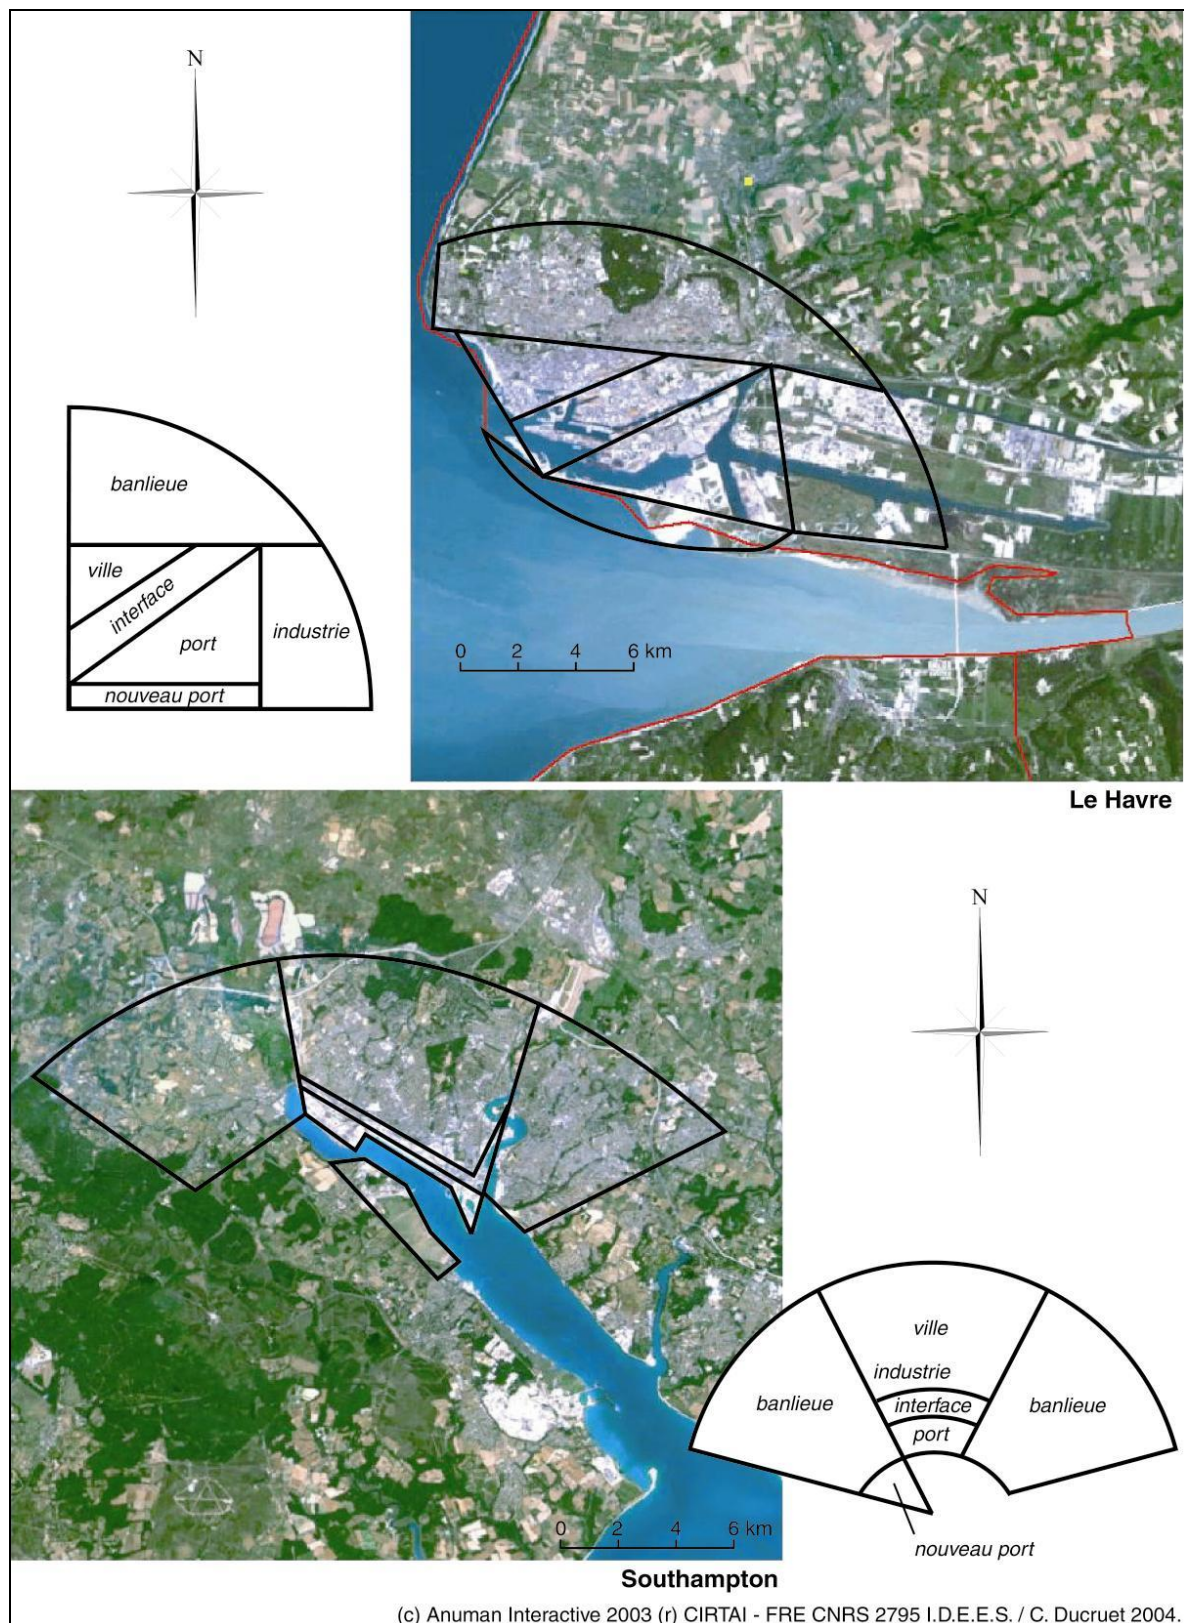 N
banlieue
ville
interface
port
industrie
nouveau port
0 2 4 6 km
Le Havre
N
ville
industrie
banlieue
interface
banlieue
port
nouveau port
0 2 4 6 km
Southampton
(c) Anuman Interactive 2003 (r) CIRTAI - FRE CNRS 2795 I.D.E.E.S. / C. Ducruet 2004.